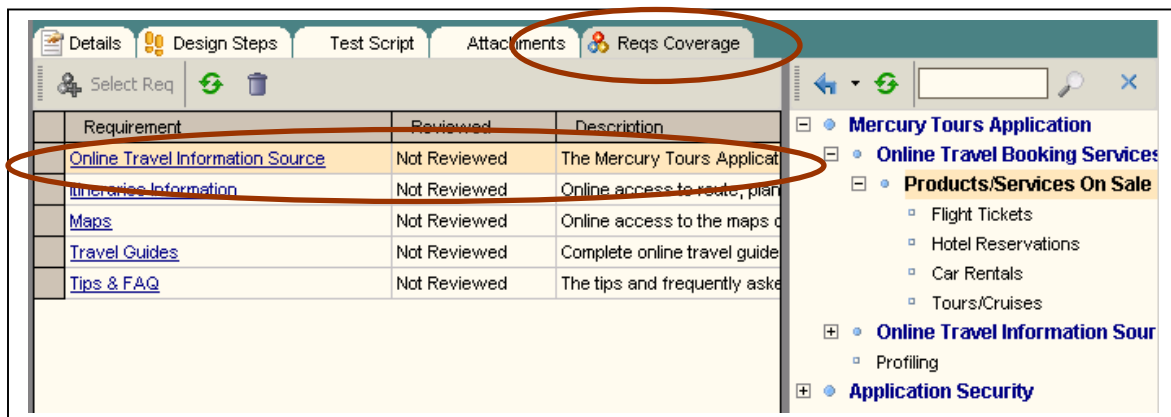 Details Design Steps Test Script Attachments Reqs Coverage
Select Req
Requirement Reviewed Description
Online Travel Information Source Not Reviewed The Mercury Tours Applicat
Itineraries Information Not Reviewed Online access to route, plan
Maps Not Reviewed Online access to the maps o
Travel Guides Not Reviewed Complete online travel guide
Tips & FAQ Not Reviewed The tips and frequently aske
Mercury Tours Application
Online Travel Booking Services
Products/Services On Sale
Flight Tickets
Hotel Reservations
Car Rentals
Tours/Cruises
Online Travel Information Sour
Profiling
Application Security